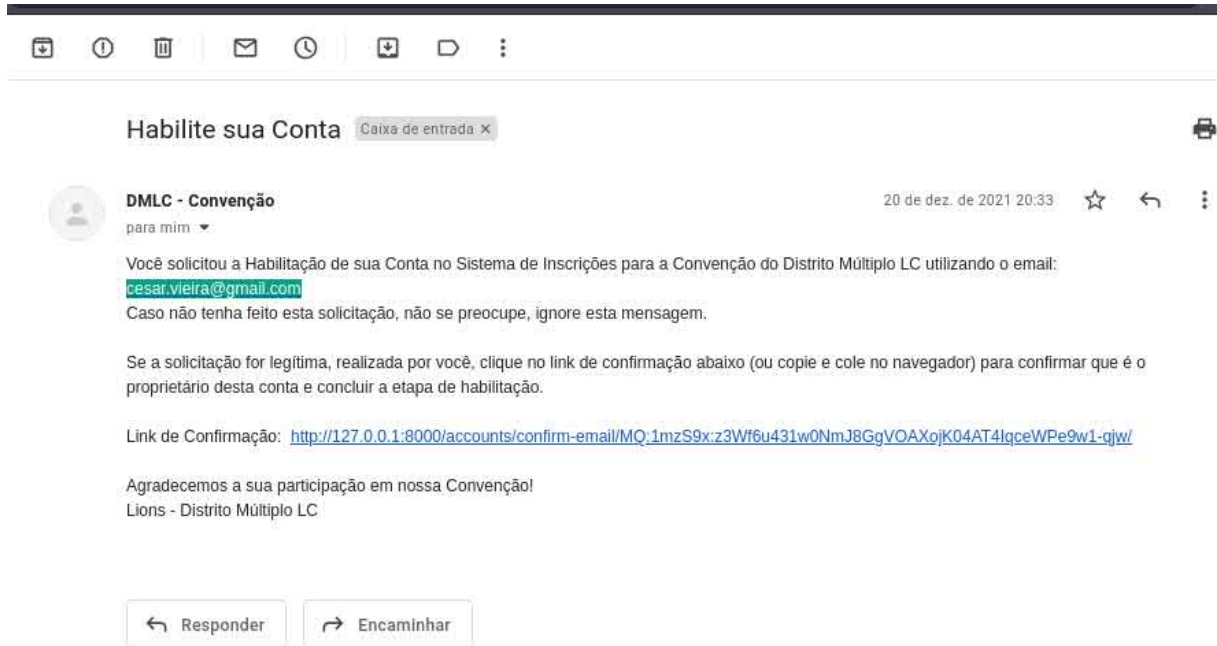 Habilite sua Conta Caixa de entrada ×
DMLC - Convenção 20 de dez. de 2021 20:33
para mim
Você solicitou a Habilitação de sua Conta no Sistema de Inscrições para a Convenção do Distrito Múltiplo LC utilizando o email:
cesar.vieira@gmail.com
Caso não tenha feito esta solicitação, não se preocupe, ignore esta mensagem.
Se a solicitação for legítima, realizada por você, clique no link de confirmação abaixo (ou copie e cole no navegador) para confirmar que é o
proprietário desta conta e concluir a etapa de habilitação.
Link de Confirmação: http://127.0.0.1:8000/accounts/confirm-email/MQ:1mzS9x:z3Wf6u431w0NmJ8GgVOAXojK04AT4IqceWPe9w1-qjw/
Agradecemos a sua participação em nossa Convenção!
Lions - Distrito Múltiplo LC
Responder Encaminhar